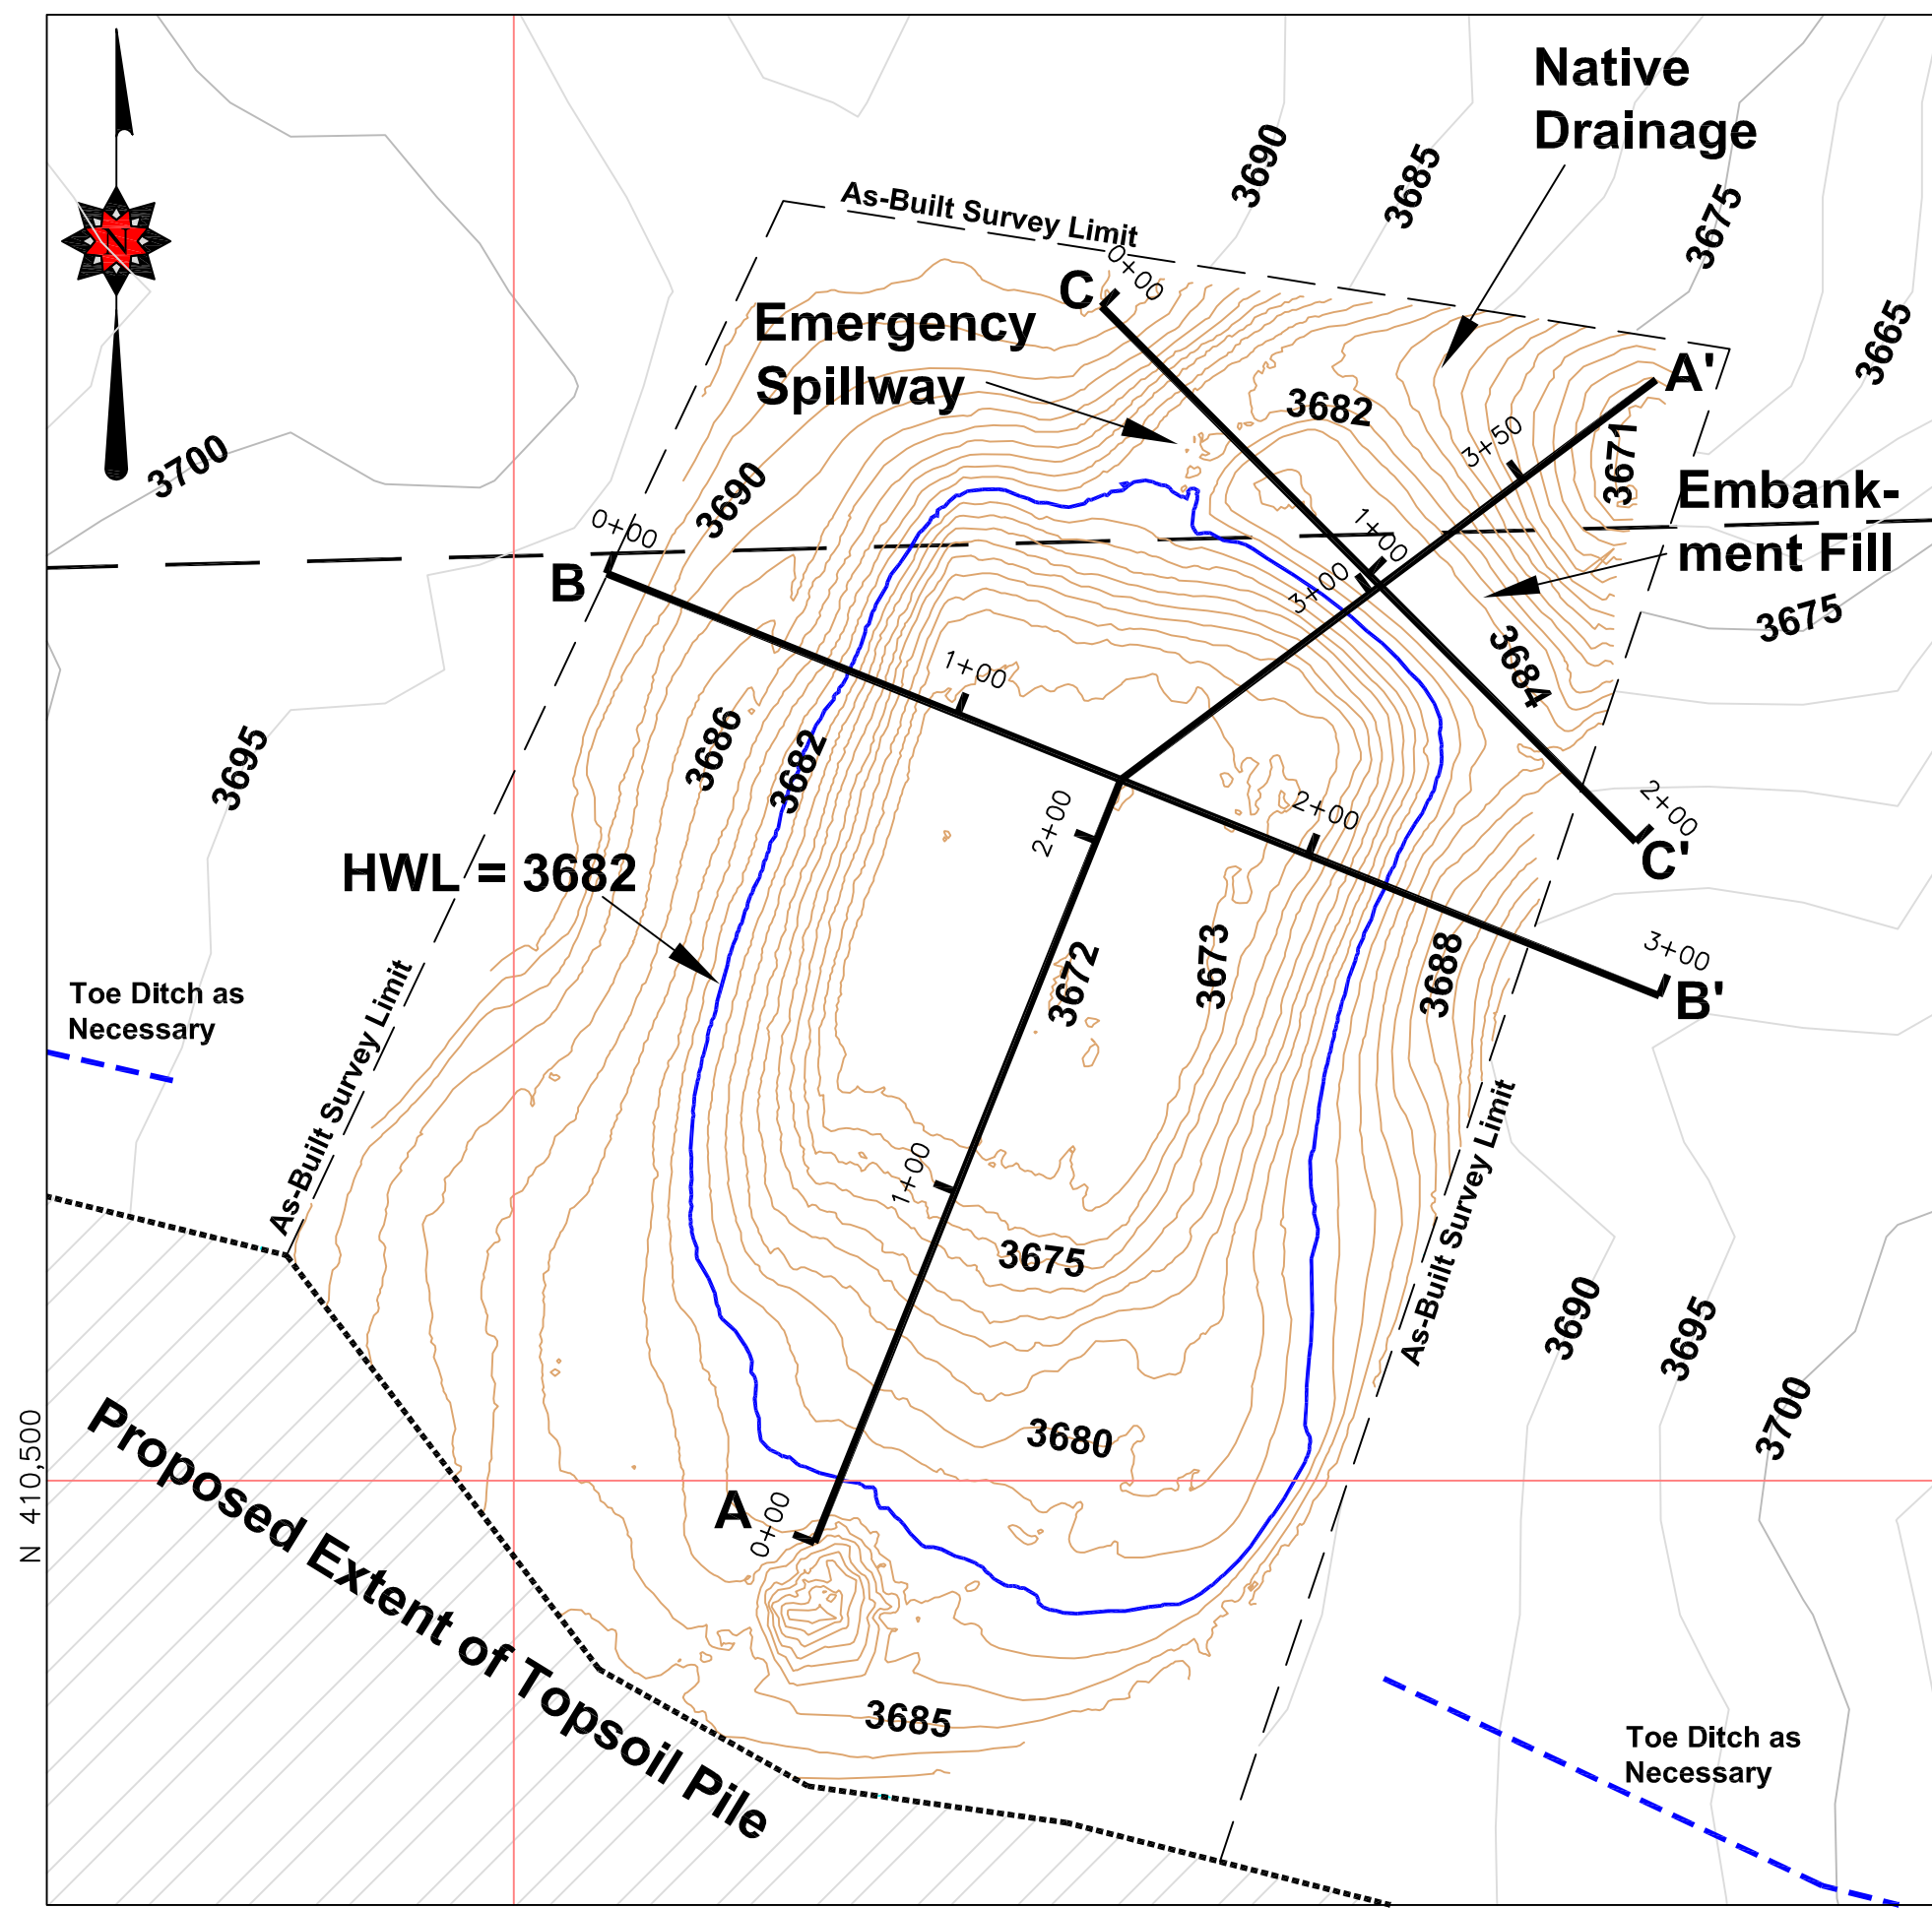 Native
Drainage
3690
3685
3675
3665
As-Built Survey Limit
N
C
0+00
Emergency
Spillway
A'
3682
3+50
3671
3700
3690
Embank-
ment Fill
0+00
B
1+00
3+00
3675
1+00
3684
3695
3686
3682
2+00
2+00
2+00
C'
HWL = 3682
3672
3673
3688
3+00
B'
Toe Ditch as
Necessary
As-Built Survey Limit
1+00
As-Built Survey Limit
3675
3690
3695
3700
3680
N 410,500
A
0+00
Proposed Extent of Topsoil Pile
3685
Toe Ditch as
Necessary